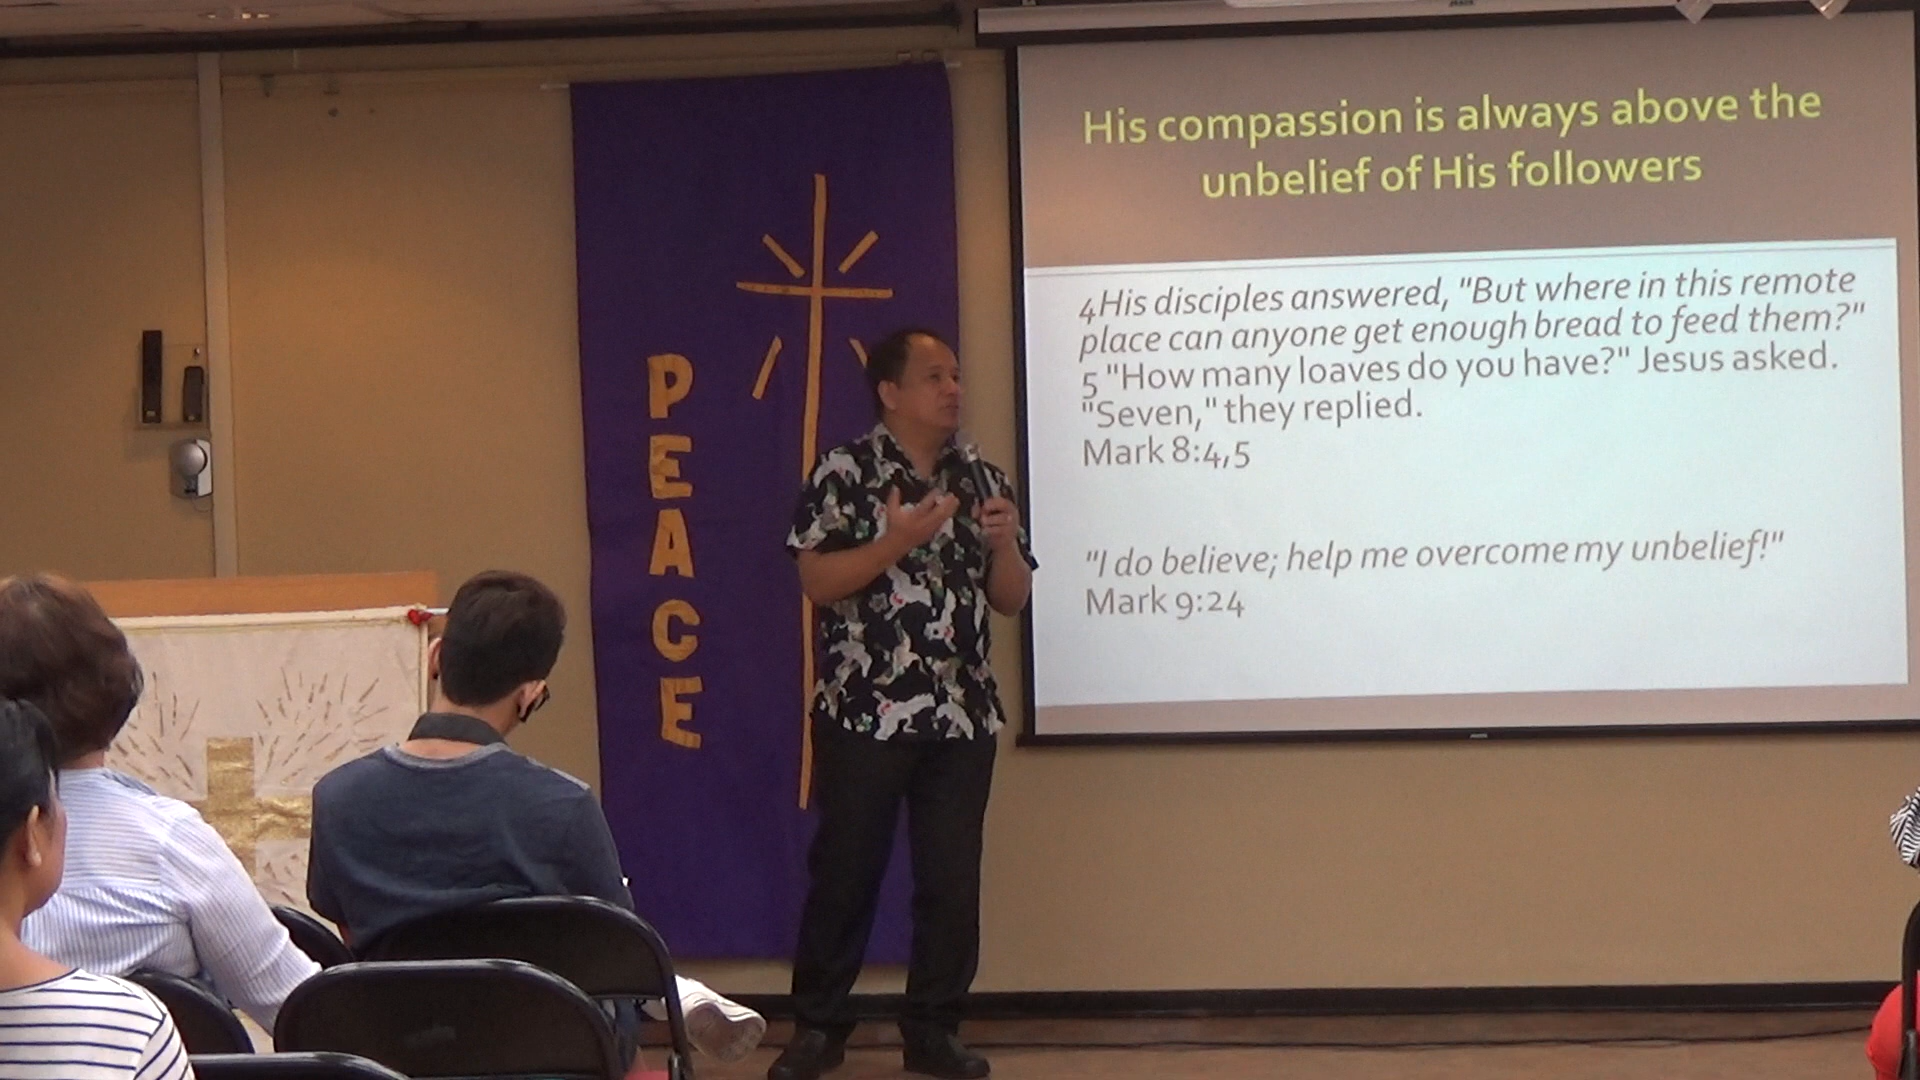 PEACE
His compassion is always above the
unbelief of His followers
4His disciples answered, "But where in this remote
place can anyone get enough bread to feed them?"
5 "How many loaves do you have?" Jesus asked.
"Seven," they replied.
Mark 8:4,5
"I do believe; help me overcome my unbelief!"
Mark 9:24